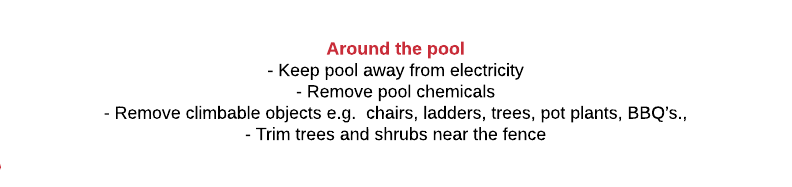 Around the pool
- Keep pool away from electricity
- Remove pool chemicals
- Remove climbable objects e.g.  chairs, ladders, trees, pot plants, BBQ’s.,
- Trim trees and shrubs near the fence